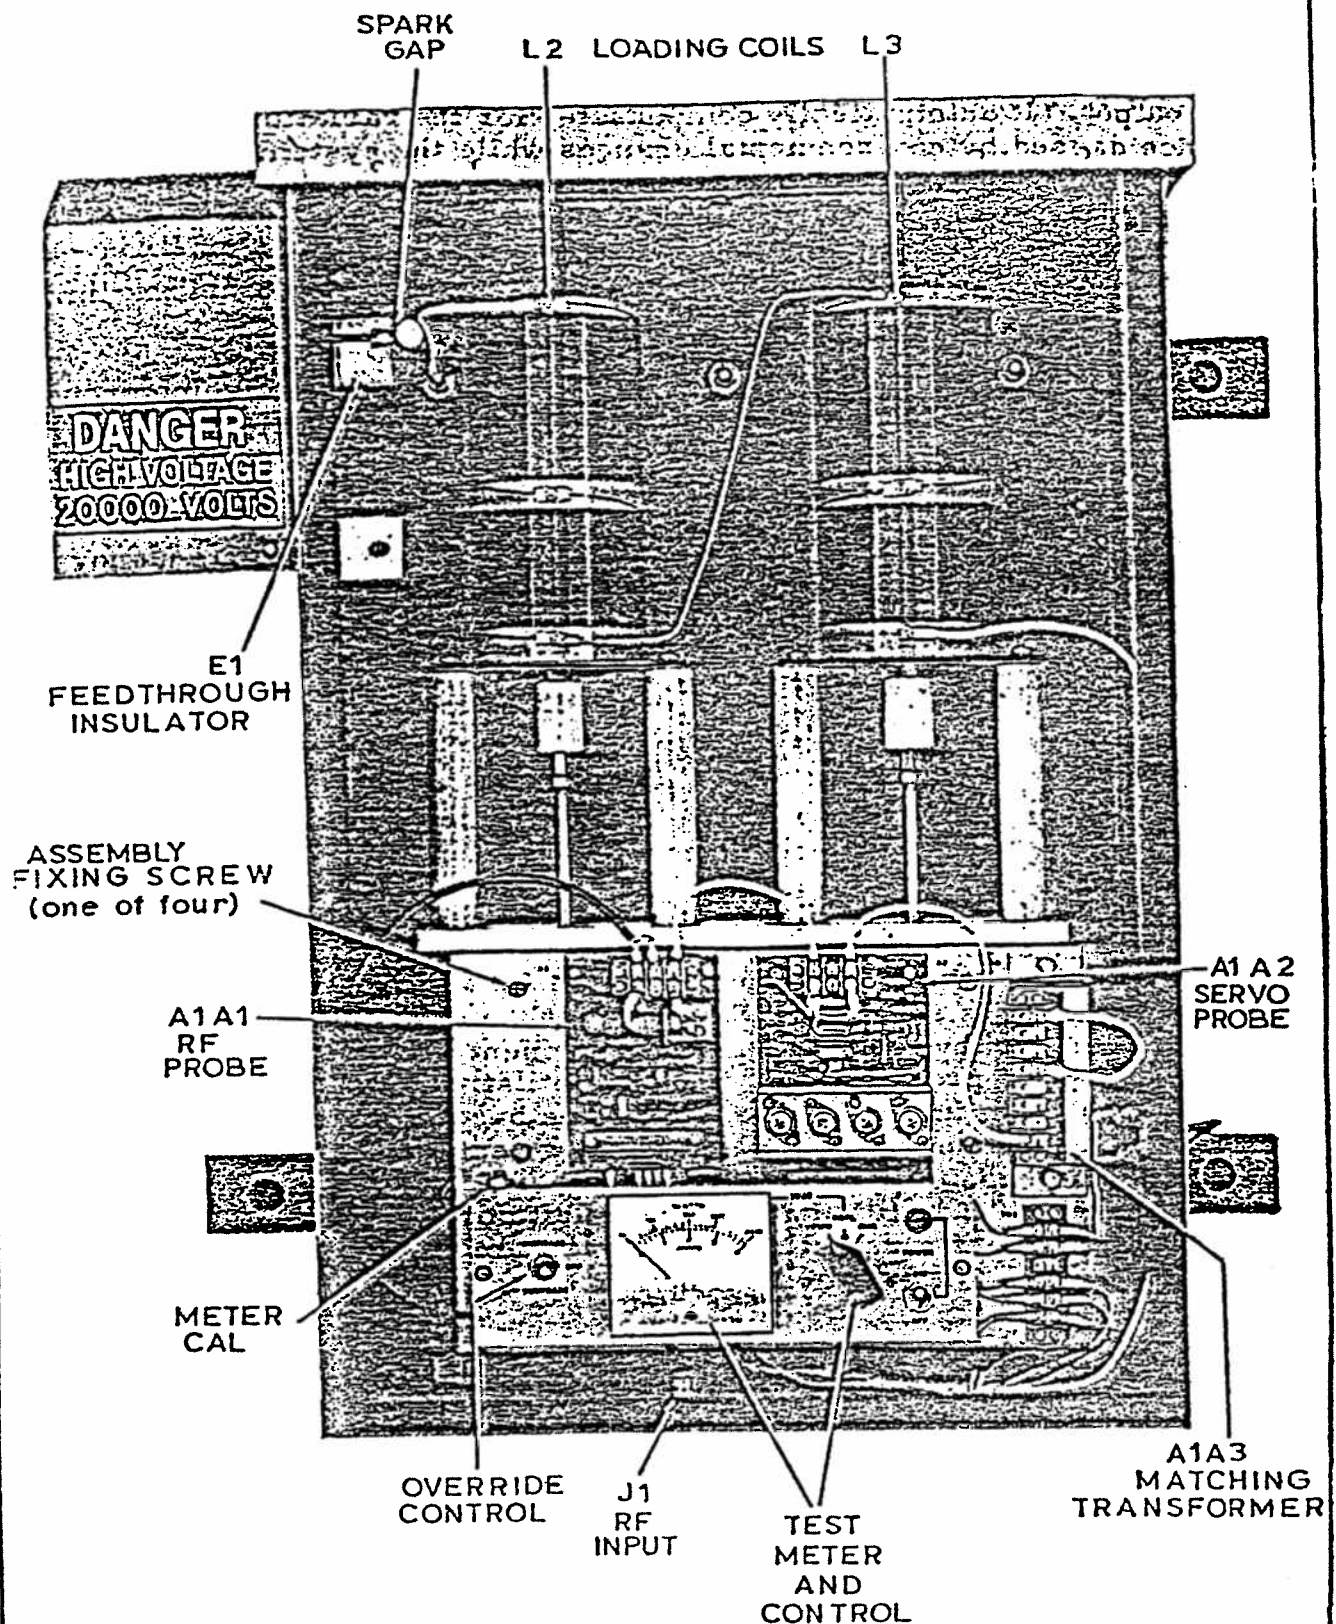 SPARK
GAP
L2 LOADING COILS L3
DANGER
HIGH VOLTAGE
20000 VOLTS
E1
FEEDTHROUGH
INSULATOR
ASSEMBLY
FIXING SCREW
(one of four)
A1A2
SERVO
PROBE
A1A1
RF
PROBE
METER
CAL
OVERRIDE
CONTROL
J1
RF
INPUT
TEST
METER
AND
CONTROL
A1A3
MATCHING
TRANSFORMER